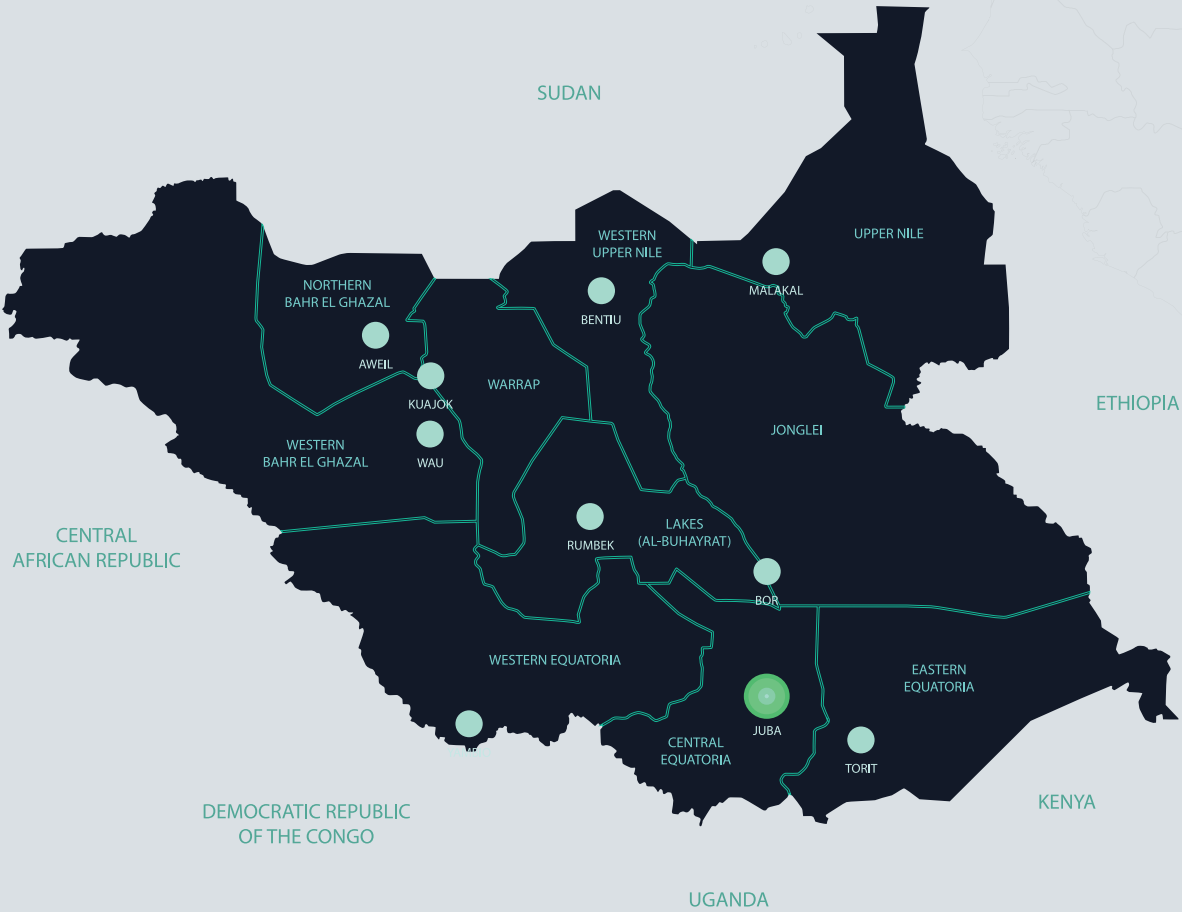 SUDAN
WESTERN
UPPER NILE
UPPER NILE
MALAKAL
BENTIU
NORTHERN
BAHR EL GHAZAL
AWEIL
KUAJOK
WARRAP
ETHIOPIA
JONGLEI
WESTERN
BAHR EL GHAZAL
WAU
CENTRAL
AFRICAN REPUBLIC
RUMBEK
LAKES
(AL-BUHAYRAT)
BOR
WESTERN EQUATORIA
EASTERN
EQUATORIA
JUBA
CENTRAL
EQUATORIA
TORIT
KENYA
DEMOCRATIC REPUBLIC
OF THE CONGO
UGANDA